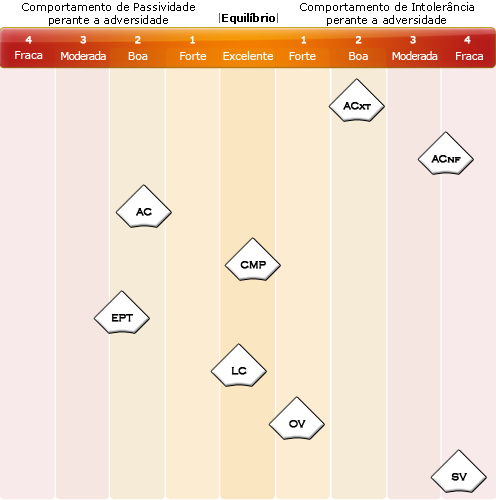 Comportamento de Passividade
perante a adversidade
|Equilíbrio|
Comportamento de Intolerância
perante a adversidade
4 3 2 1 1 2 3 4
Fraca Moderada Boa Forte Excelente Forte Boa Moderada Fraca
ACXT
ACNF
AC
CMP
EPT
LC
OV
SV